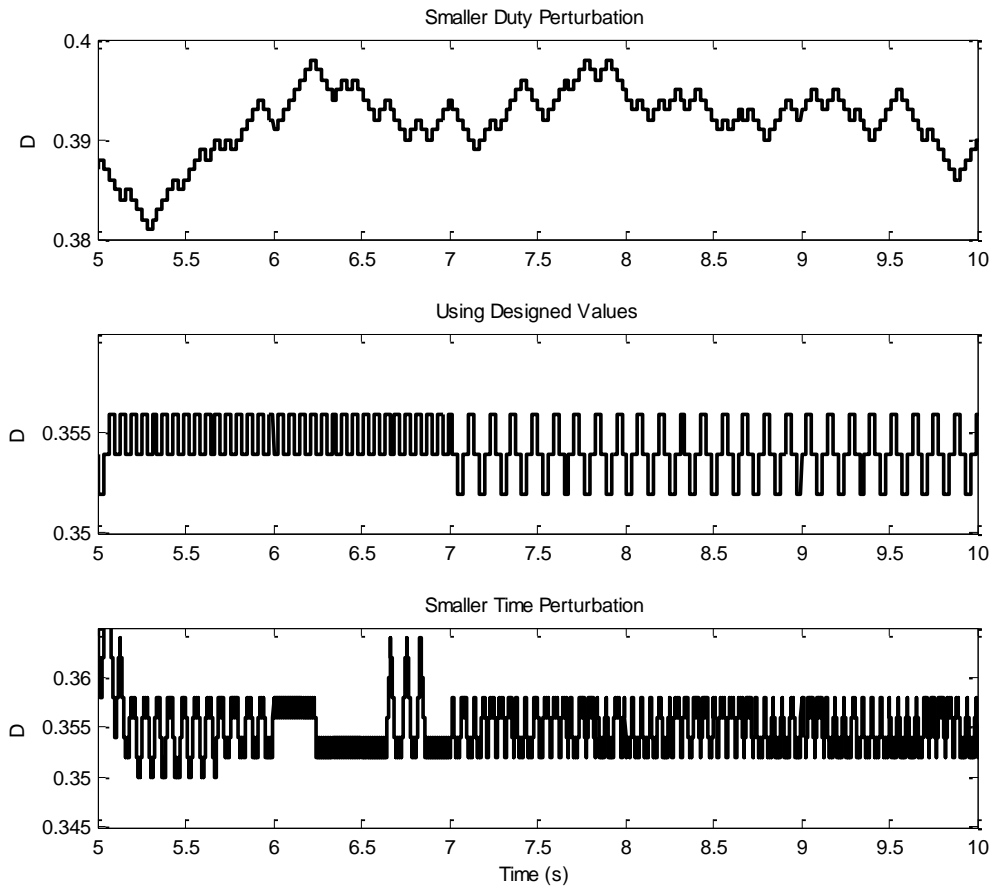 Smaller Duty Perturbation
0.4
0.39
0.38
D
5 5.5 6 6.5 7 7.5 8 8.5 9 9.5 10
Using Designed Values
0.355
0.35
D
5 5.5 6 6.5 7 7.5 8 8.5 9 9.5 10
Smaller Time Perturbation
0.36
0.355
0.35
0.345
D
5 5.5 6 6.5 7 7.5 8 8.5 9 9.5 10
Time (s)